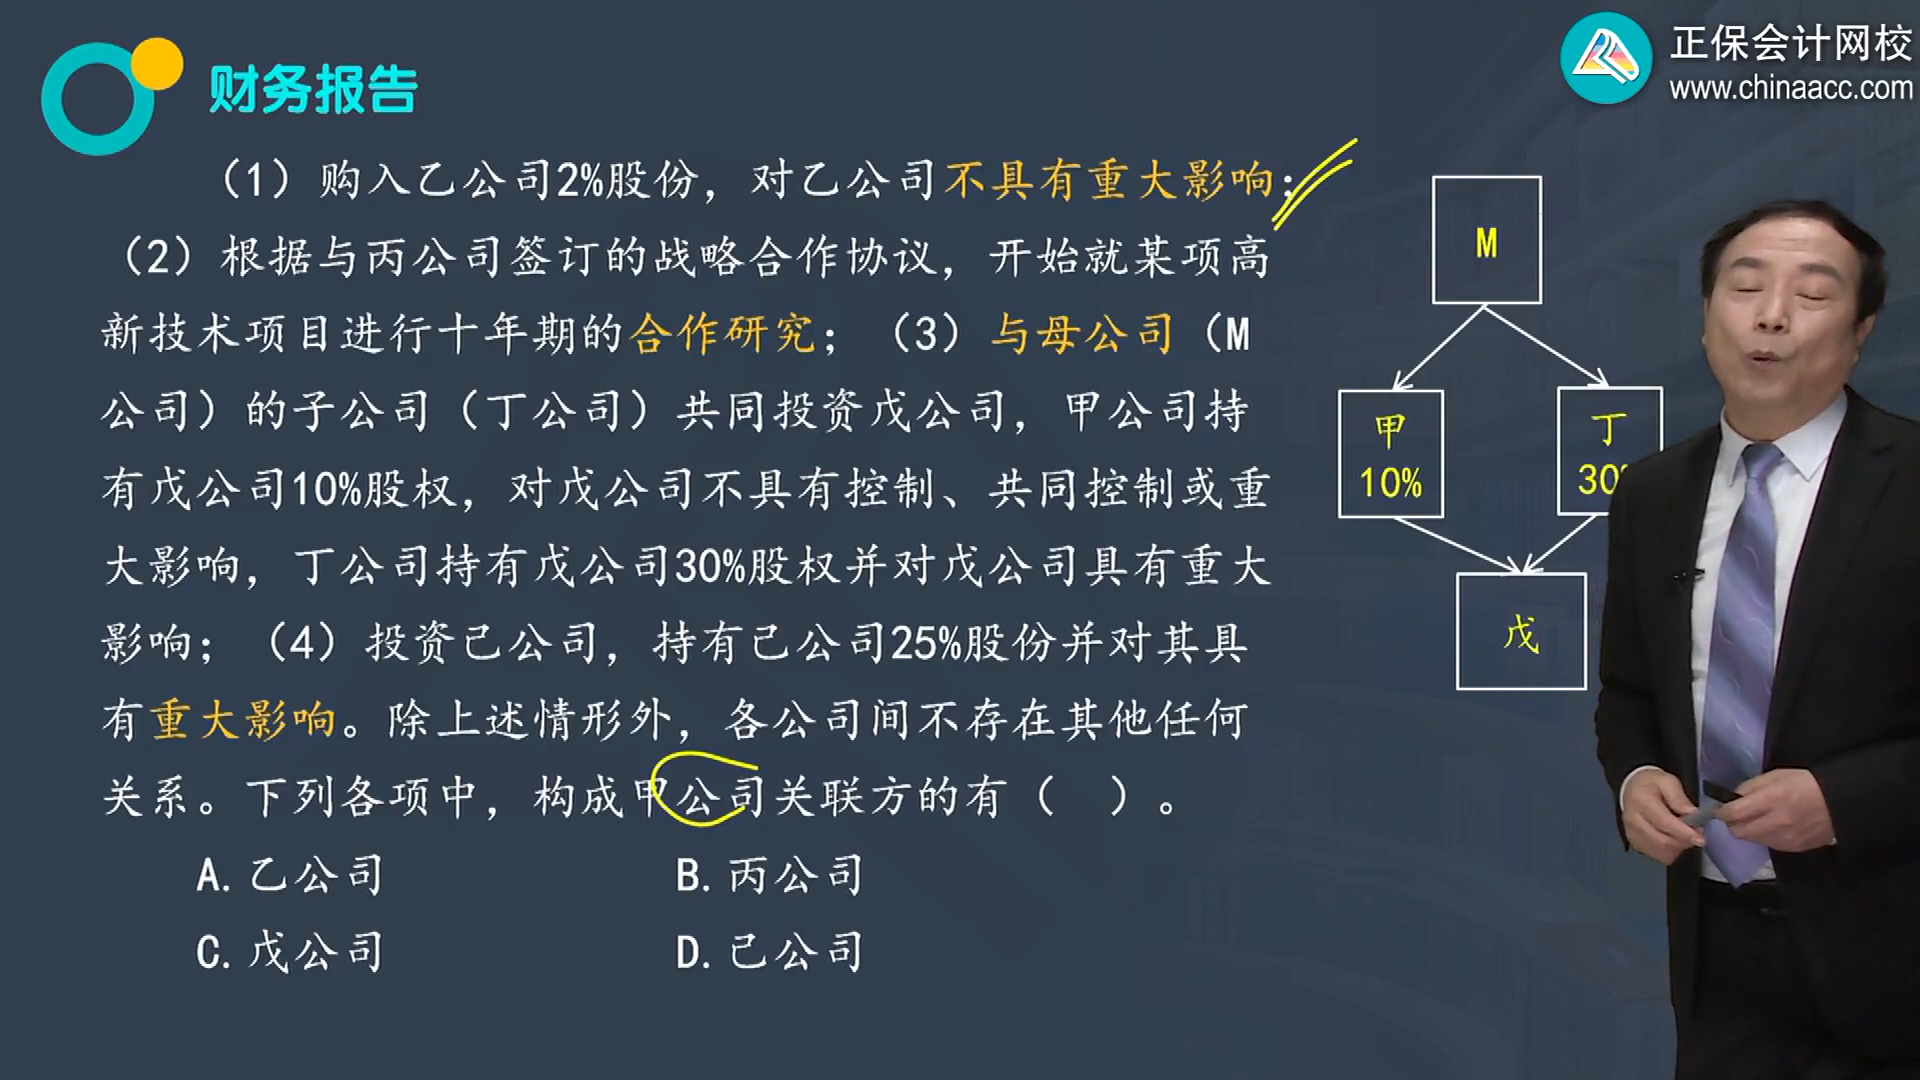 财务报告
正保会计网校
www.chinaacc.com
（1）购入乙公司2%股份，对乙公司不具有重大影响；
（2）根据与丙公司签订的战略合作协议，开始就某项高
新技术项目进行十年期的合作研究；（3）与母公司（M
公司）的子公司（丁公司）共同投资戊公司，甲公司持
有戊公司10%股权，对戊公司不具有控制、共同控制或重
大影响，丁公司持有戊公司30%股权并对戊公司具有重大
影响；（4）投资己公司，持有己公司25%股份并对其具
有重大影响。除上述情形外，各公司间不存在其他任何
关系。下列各项中，构成甲公司关联方的有（ ）。
A.乙公司
B.丙公司
C.戊公司
D.己公司
M
甲
10%
丁
30
戊